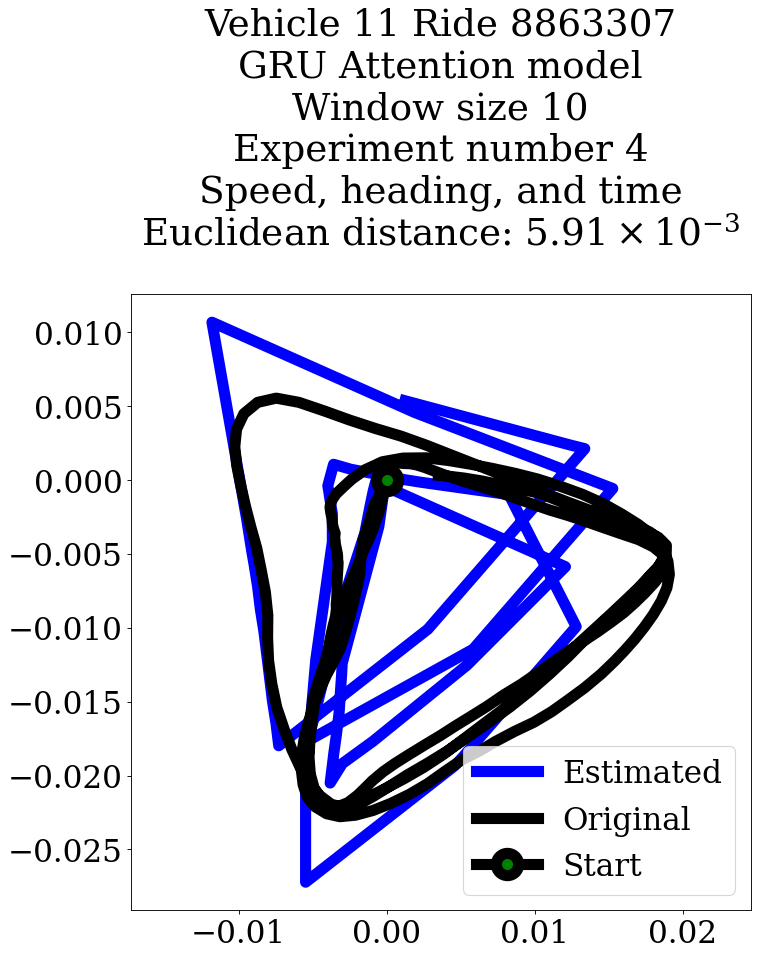 Vehicle 11 Ride 8863307
GRU Attention model
Window size 10
Experiment number 4
Speed, heading, and time
Euclidean distance: 5.91 × 10⁻³
0.010
0.005
0.000
−0.005
−0.010
−0.015
−0.020
−0.025
Estimated
Original
Start
−0.01 0.00 0.01 0.02